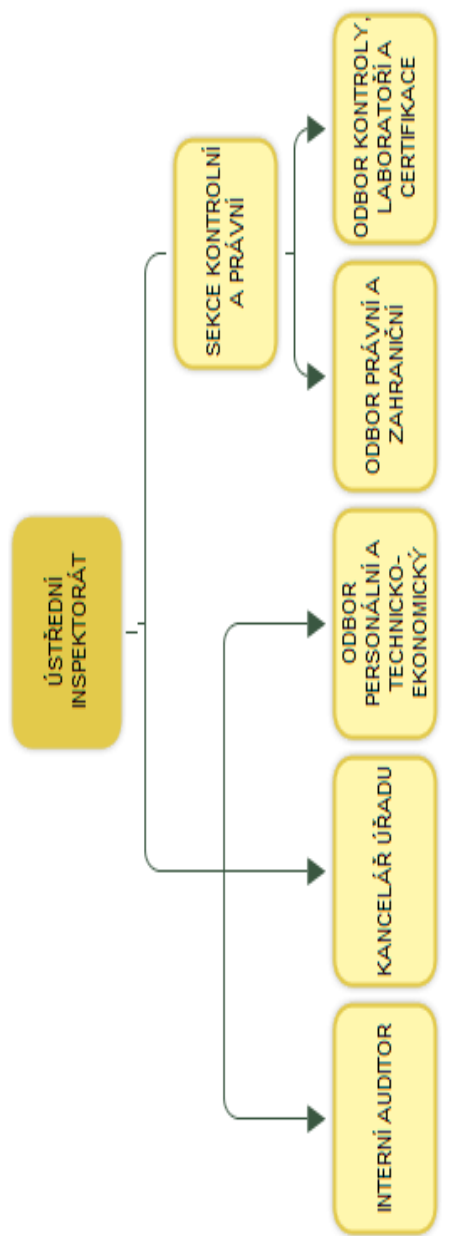 ÚSTŘEDNÍ
INSPEKTORÁT
SEKCE KONTROLNÍ
A PRÁVNÍ
INTERNÍ AUDITOR
KANCELÁŘ ÚŘADU
ODBOR
PERSONÁLNÍ A
TECHNICKO-
EKONOMICKÝ
ODBOR PRÁVNÍ A
ZAHRANIČNÍ
ODBOR KONTROLY,
LABORATOŘÍ A
CERTIFIKACE